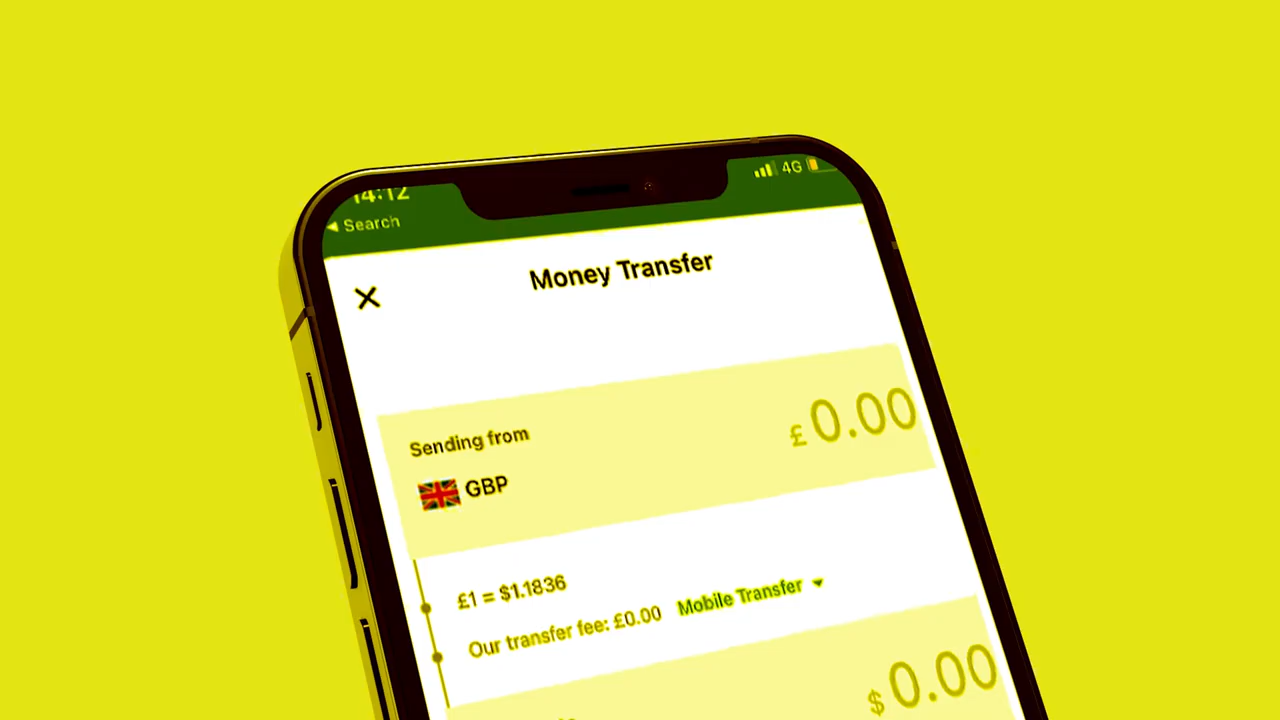 14:12
4G
◀ Search
Money Transfer
Sending from
£ 0.00
GBP
£1 = $1.1836
Our transfer fee: £0.00 Mobile Transfer
$ 0.00